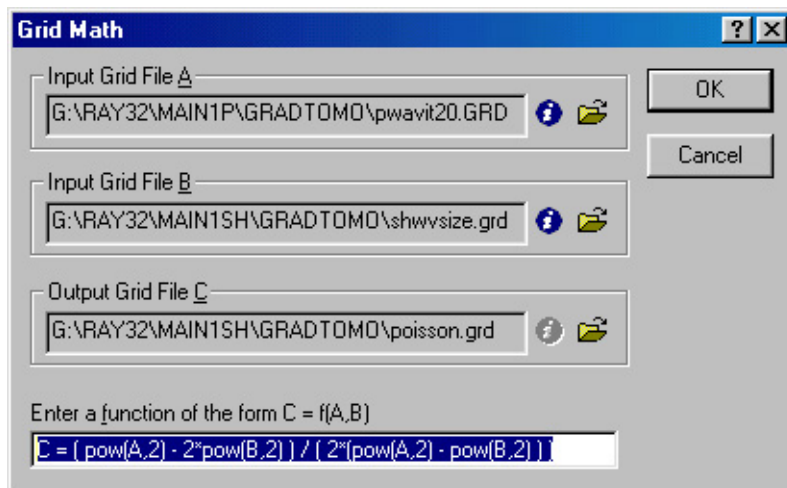 Grid Math
Input Grid File A
G:\RAY32\MAIN1P\GRADTOMO\pwavit20.GRD
OK
Cancel
Input Grid File B
G:\RAY32\MAIN1SH\GRADTOMO\shwvsize.grd
Output Grid File C
G:\RAY32\MAIN1SH\GRADTOMO\poisson.grd
Enter a function of the form C = f(A,B)
C = ( pow(A,2) - 2*pow(B,2) ) / ( 2*(pow(A,2) - pow(B,2) ) )